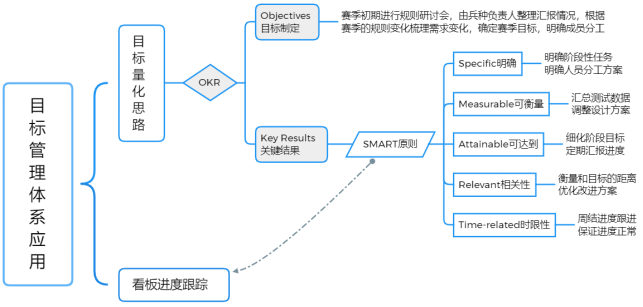 目标管理体系应用
目标量化思路
OKR
Objectives
目标制定
赛季初期进行规则研讨会，由兵种负责人整理汇报情况，根据
赛季的规则变化梳理需求变化，确定赛季目标，明确成员分工
Key Results
关键结果
SMART原则
Specific明确
明确阶段性任务
明确人员分工方案
Measurable可衡量
汇总测试数据
调整设计方案
Attainable可达到
细化阶段目标
定期汇报进度
Relevant相关性
衡量和目标的距离
优化改进方案
Time-related时限性
周结进度跟进
保证进度正常
看板进度跟踪